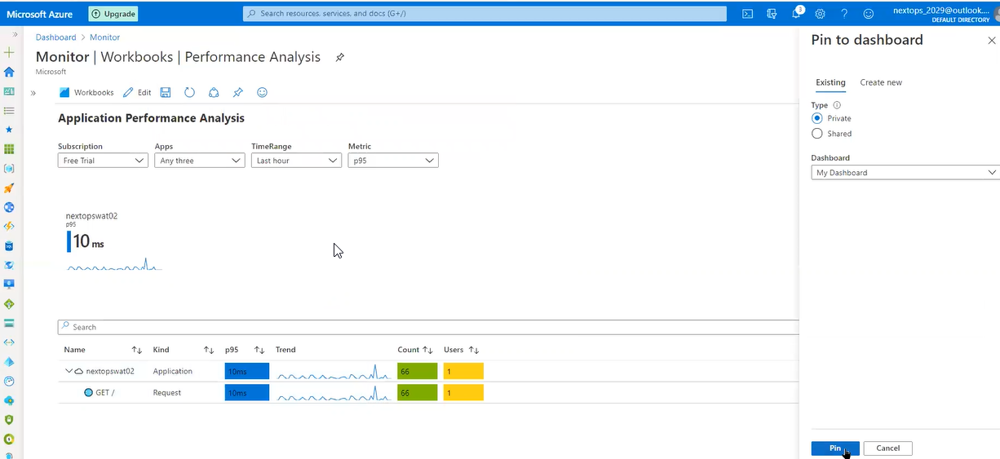 Microsoft Azure
Upgrade
Search resources, services, and docs (G+/)
3
nextops_2029@outlook....
DEFAULT DIRECTORY
Dashboard > Monitor
Monitor | Workbooks | Performance Analysis
Microsoft
Workbooks
Edit
Application Performance Analysis
Subscription Apps TimeRange Metric
Free Trial Any three Last hour p95
nextopswat02
p95
10 ms
Search
Name Kind p95 Trend Count Users
nextopswat02 Application 10ms 66 1
GET / Request 10ms 66 1
Pin to dashboard
Existing Create new
Type
Private
Shared
Dashboard
My Dashboard
Pin Cancel